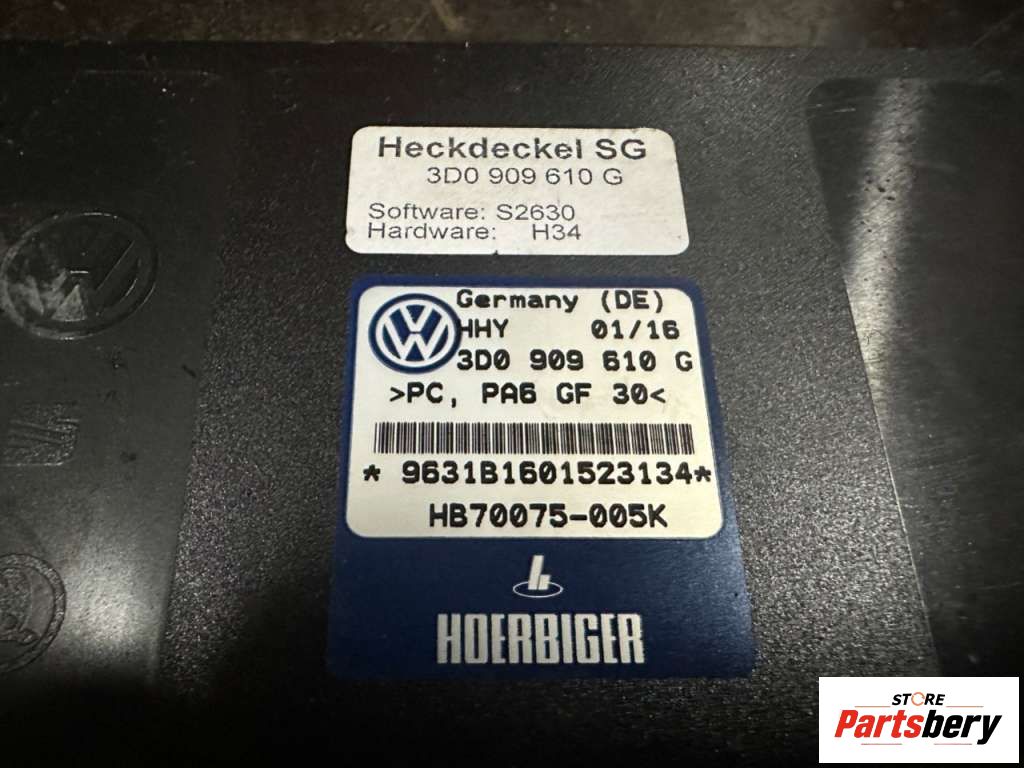 Heckdeckel SG
3D0 909 610 G
Software: S2630
Hardware: H34
Germany (DE)
HHY 01/16
3D0 909 610 G
>PC, PA6 GF 30<
* 9631B1601523134*
HB70075-005K
HOERBIGER
STORE
Partsbery